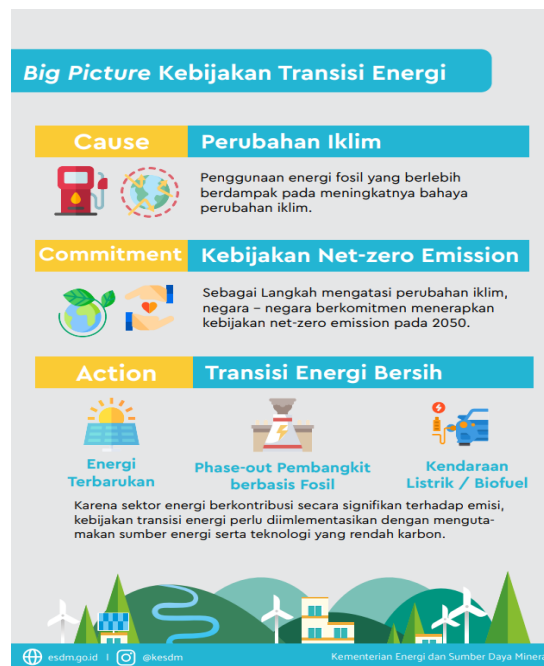 Big Picture Kebijakan Transisi Energi
Cause
Perubahan Iklim
Penggunaan energi fosil yang berlebih
berdampak pada meningkatnya bahaya
perubahan iklim.
Commitment
Kebijakan Net-zero Emission
Sebagai Langkah mengatasi perubahan iklim,
negara – negara berkomitmen menerapkan
kebijakan net-zero emission pada 2050.
Action
Transisi Energi Bersih
Energi
Terbarukan
Phase-out Pembangkit
berbasis Fosil
Kendaraan
Listrik / Biofuel
Karena sektor energi berkontribusi secara signifikan terhadap emisi,
kebijakan transisi energi perlu diimlementasikan dengan menguta-
makan sumber energi serta teknologi yang rendah karbon.
esdm.go.id I @kesdm
Kementerian Energi dan Sumber Daya Minera